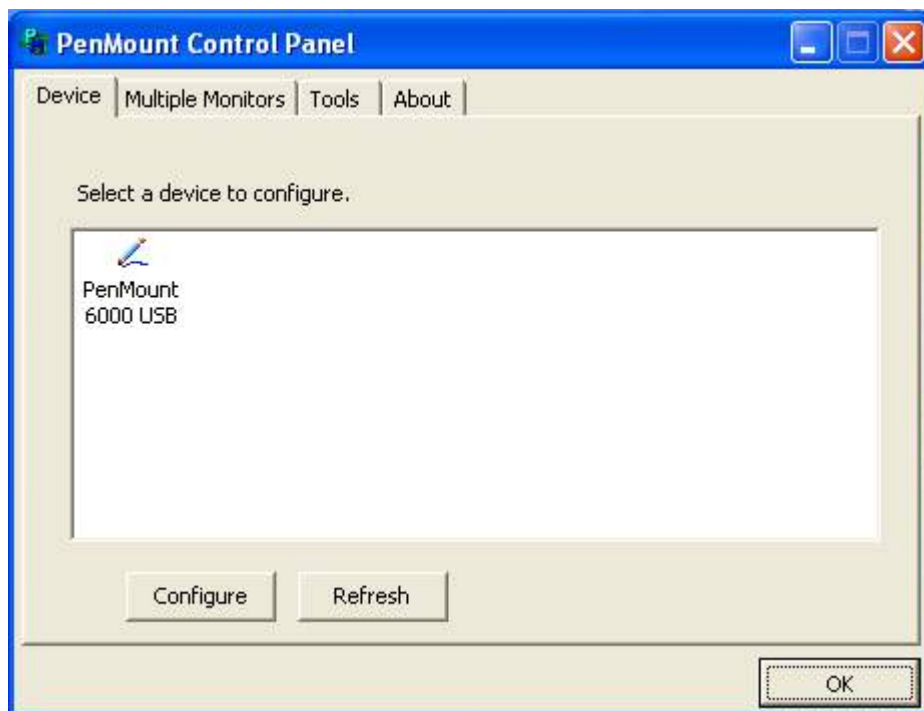 PenMount Control Panel
Device Multiple Monitors Tools About
Select a device to configure.
PenMount
6000 USB
Configure Refresh
OK